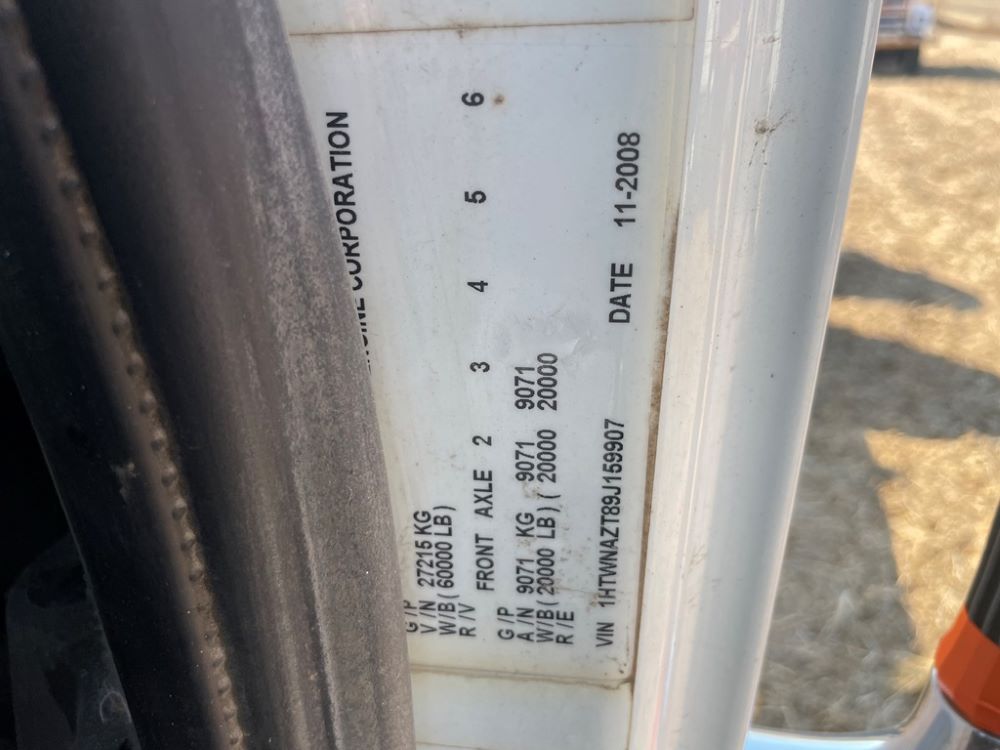 CORPORATION
G/P
V/N 27215 KG
W/B ( 60000 LB )
R/V
FRONT AXLE 2 3 4 5 6
G/P
A/N 9071 KG 9071 9071
W/B ( 20000 LB ) ( 20000 20000
R/E
VIN 1HTWNAZT89J159907 DATE 11-2008